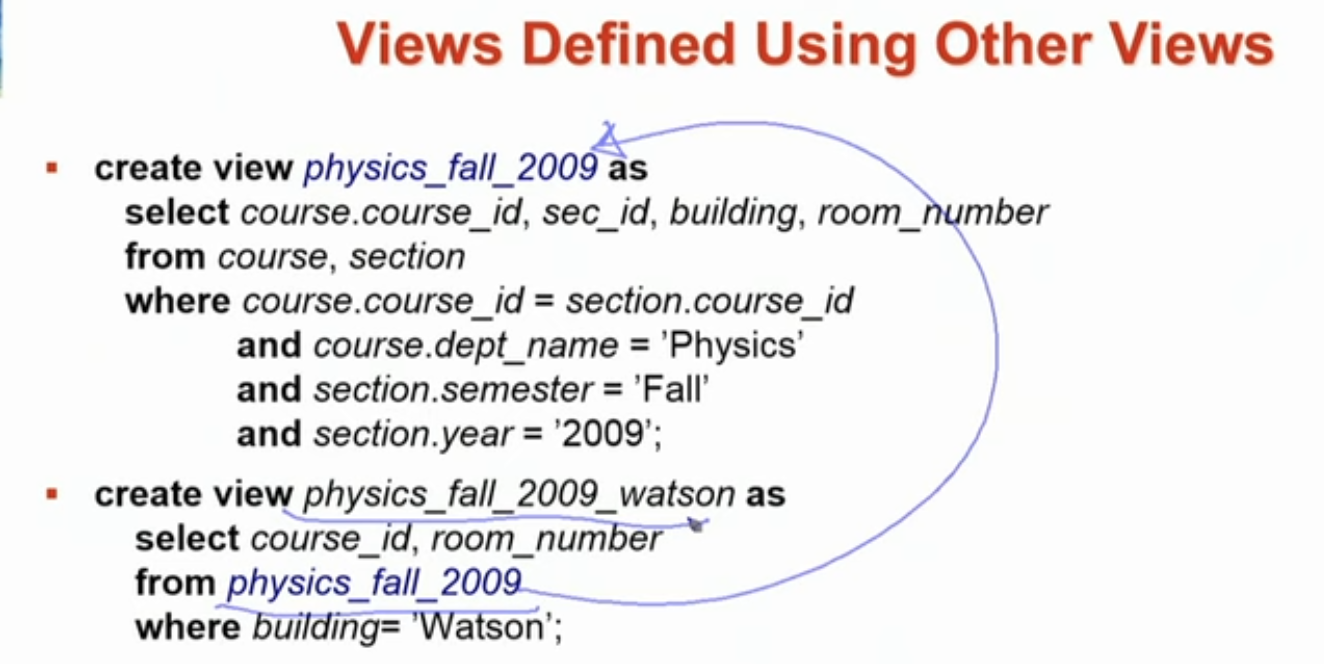 Views Defined Using Other Views
▪ create view physics_fall_2009 as
select course.course_id, sec_id, building, room_number
from course, section
where course.course_id = section.course_id
and course.dept_name = ’Physics’
and section.semester = ’Fall’
and section.year = ’2009’;
▪ create view physics_fall_2009_watson as
select course_id, room_number
from physics_fall_2009
where building= ’Watson’;